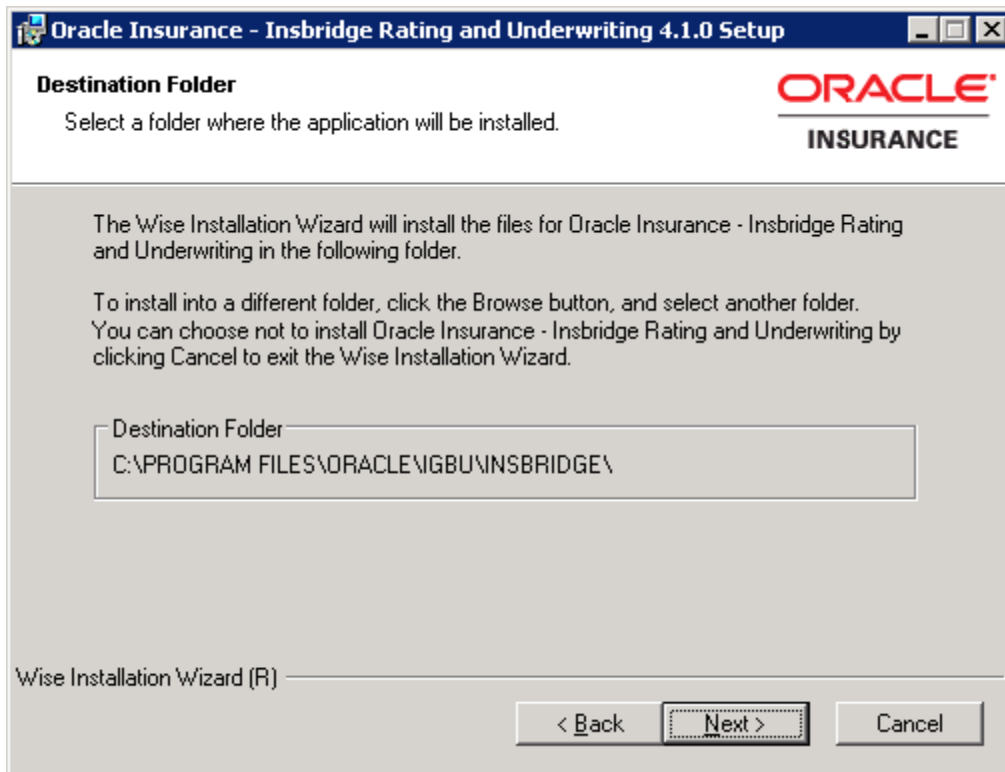 Oracle Insurance - Insbridge Rating and Underwriting 4.1.0 Setup
Destination Folder
Select a folder where the application will be installed.
ORACLE
INSURANCE
The Wise Installation Wizard will install the files for Oracle Insurance - Insbridge Rating
and Underwriting in the following folder.
To install into a different folder, click the Browse button, and select another folder.
You can choose not to install Oracle Insurance - Insbridge Rating and Underwriting by
clicking Cancel to exit the Wise Installation Wizard.
Destination Folder
C:\PROGRAM FILES\ORACLE\IGBU\INSBRIDGE\
Wise Installation Wizard (R)
< Back
Next >
Cancel